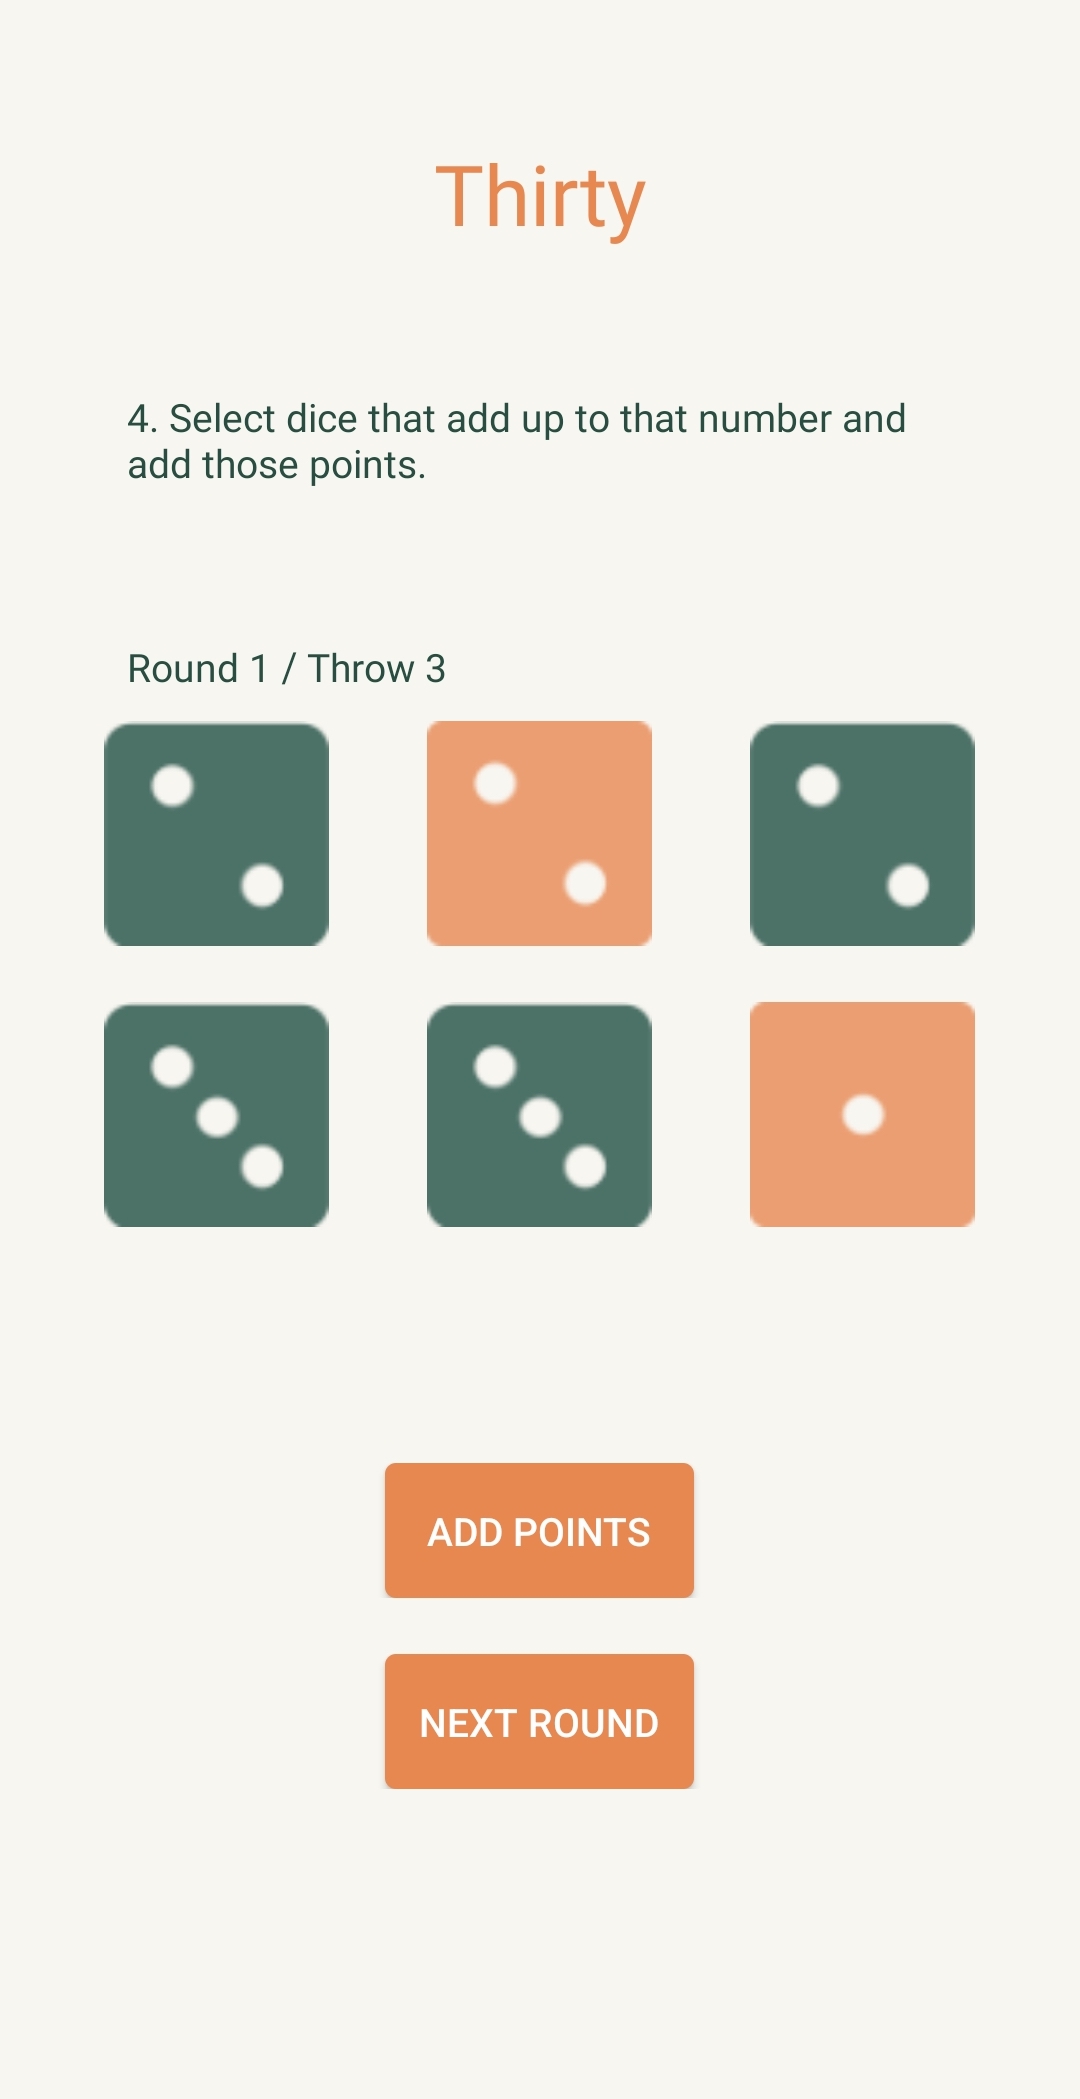 Thirty
4. Select dice that add up to that number and
add those points.
Round 1 / Throw 3
ADD POINTS
NEXT ROUND